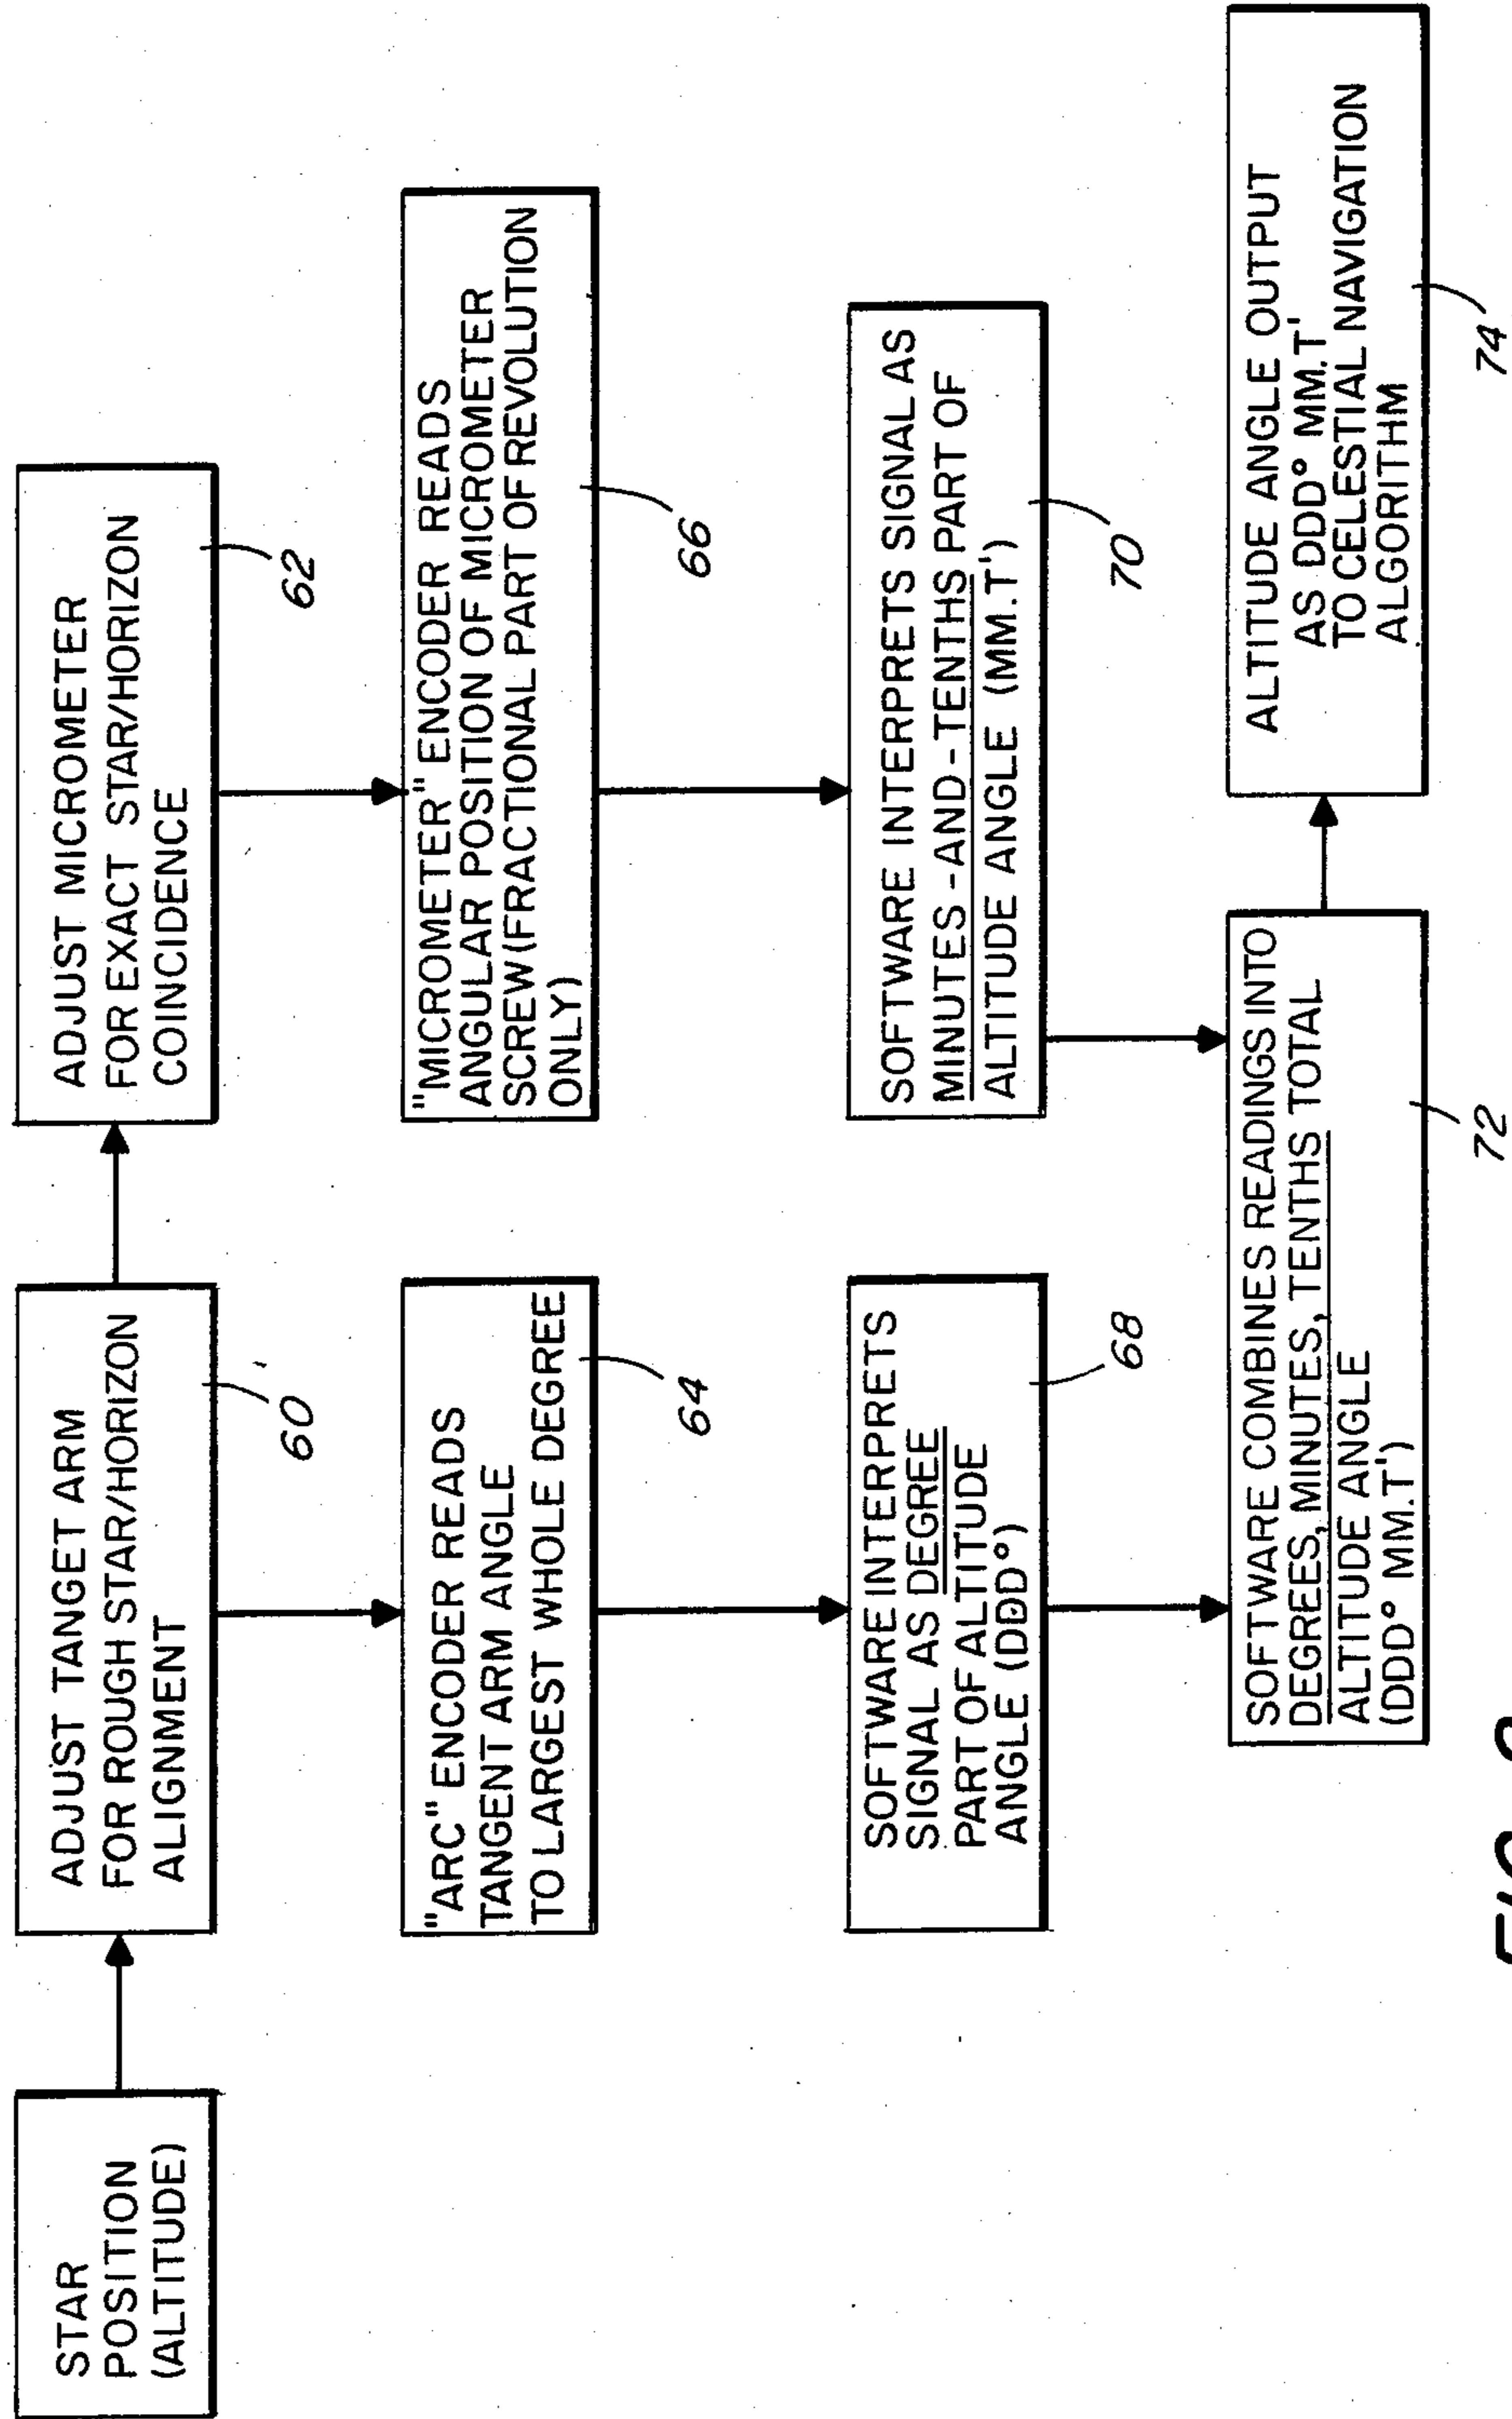 STAR
POSITION
(ALTITUDE)
ADJUST TANGET ARM
FOR ROUGH STAR/HORIZON
ALIGNMENT
60
ADJUST MICROMETER
FOR EXACT STAR/HORIZON
COINCIDENCE
62
"ARC" ENCODER READS
TANGENT ARM ANGLE
TO LARGEST WHOLE DEGREE
64
"MICROMETER" ENCODER READS
ANGULAR POSITION OF MICROMETER
SCREW (FRACTIONAL PART OF REVOLUTION
ONLY)
66
SOFTWARE INTERPRETS
SIGNAL AS DEGREE
PART OF ALTITUDE
ANGLE (DDD°)
68
SOFTWARE INTERPRETS SIGNAL AS
MINUTES-AND-TENTHS PART OF
ALTITUDE ANGLE (MM.T')
70
SOFTWARE COMBINES READINGS INTO
DEGREES, MINUTES, TENTHS TOTAL
ALTITUDE ANGLE
(DDD° MM.T')
72
ALTITUDE ANGLE OUTPUT
AS DDD° MM.T'
TO CELESTIAL NAVIGATION
ALGORITHM
74